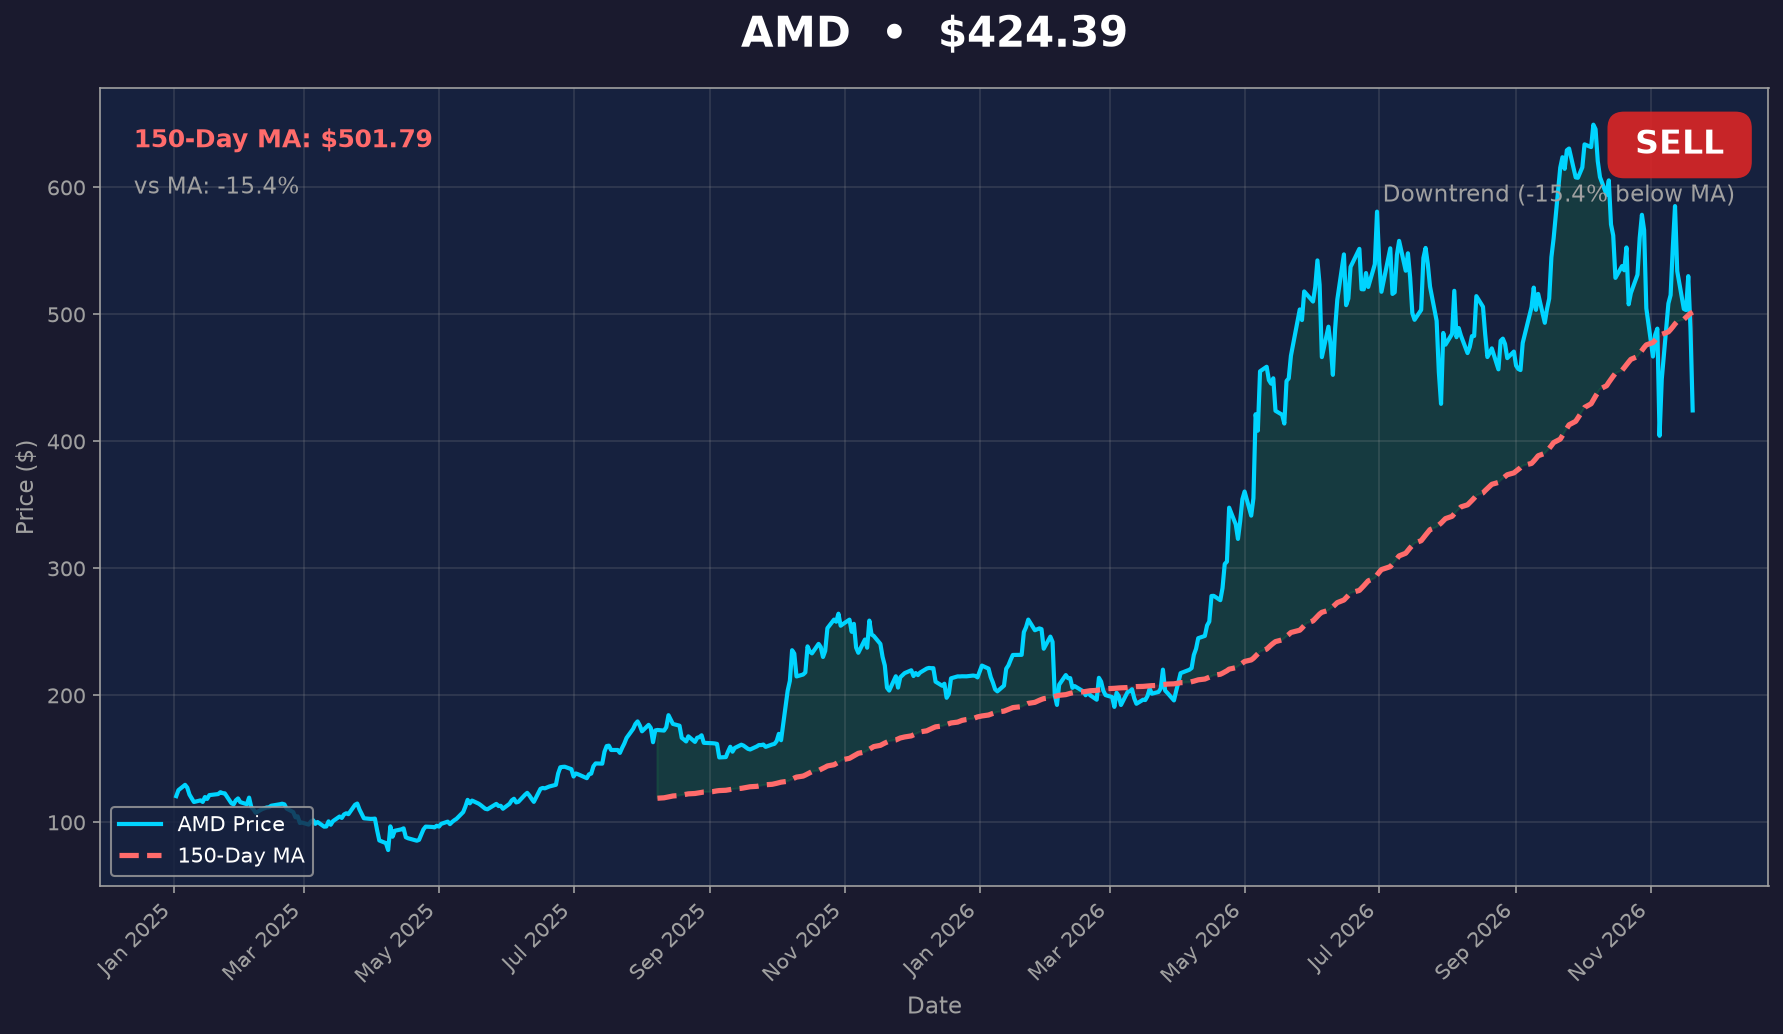 AMD • $424.39
150-Day MA: $501.79
vs MA: -15.4%
SELL
Downtrend (-15.4% below MA)
Price ($)
600
500
400
300
200
100
AMD Price
150-Day MA
Jan 2025
Mar 2025
May 2025
Jul 2025
Sep 2025
Nov 2025
Jan 2026
Mar 2026
May 2026
Jul 2026
Sep 2026
Nov 2026
Date